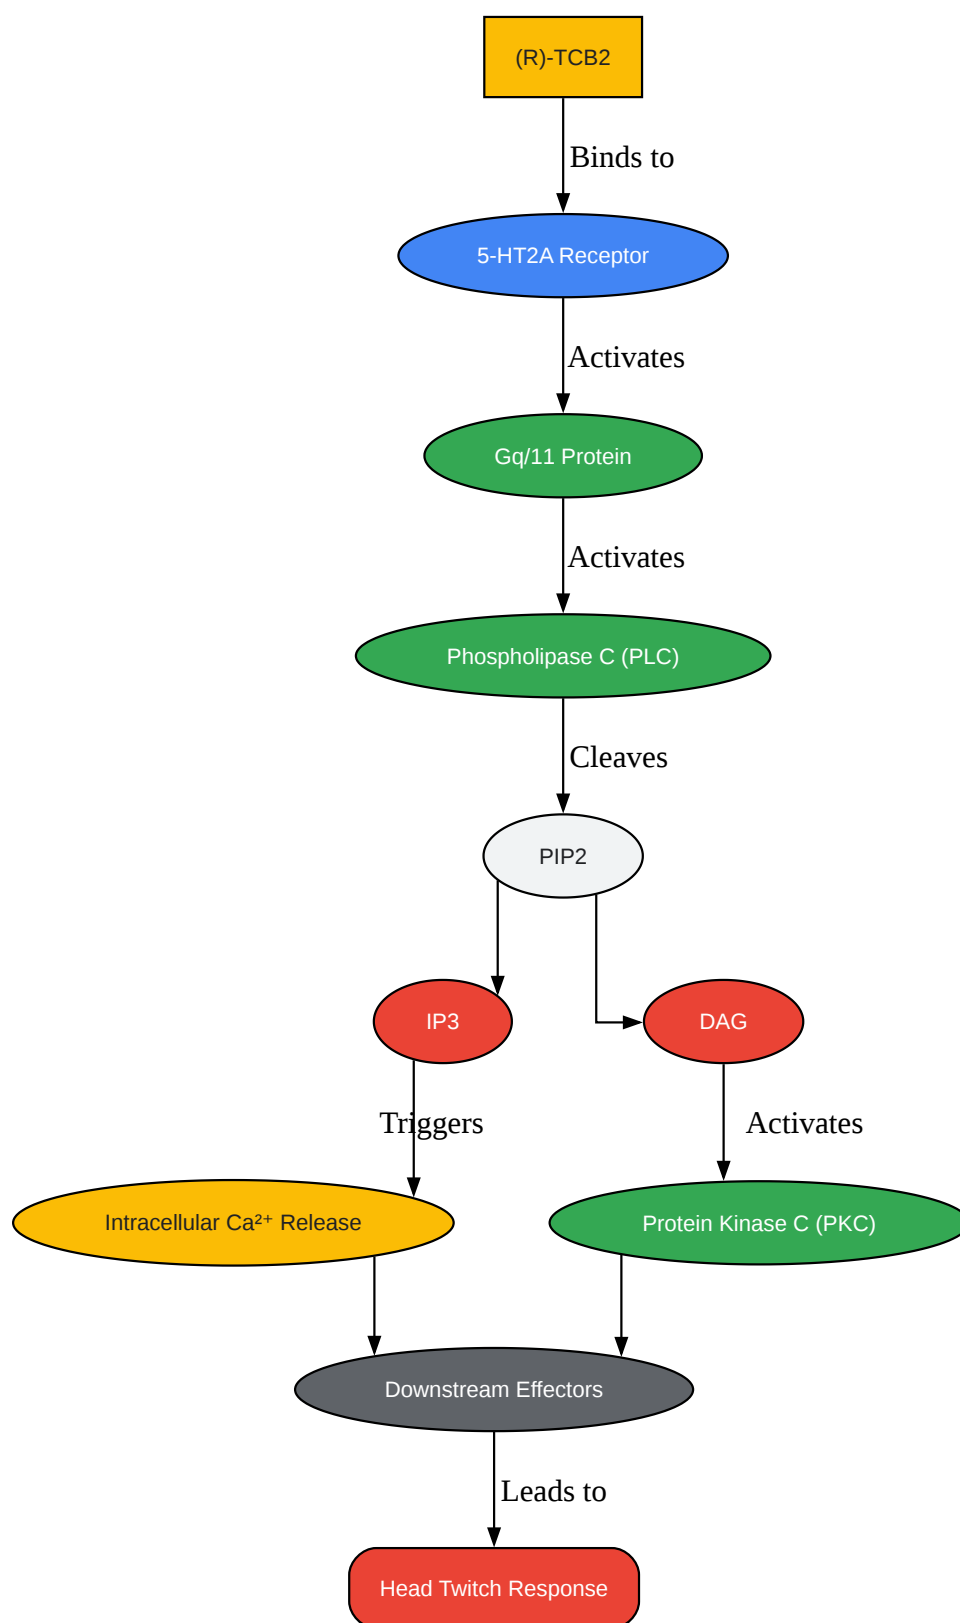 (R)-TCB2
Binds to
5-HT2A Receptor
Activates
Gq/11 Protein
Activates
Phospholipase C (PLC)
Cleaves
PIP2
IP3
DAG
Triggers
Activates
Intracellular Ca²⁺ Release
Protein Kinase C (PKC)
Downstream Effectors
Leads to
Head Twitch Response